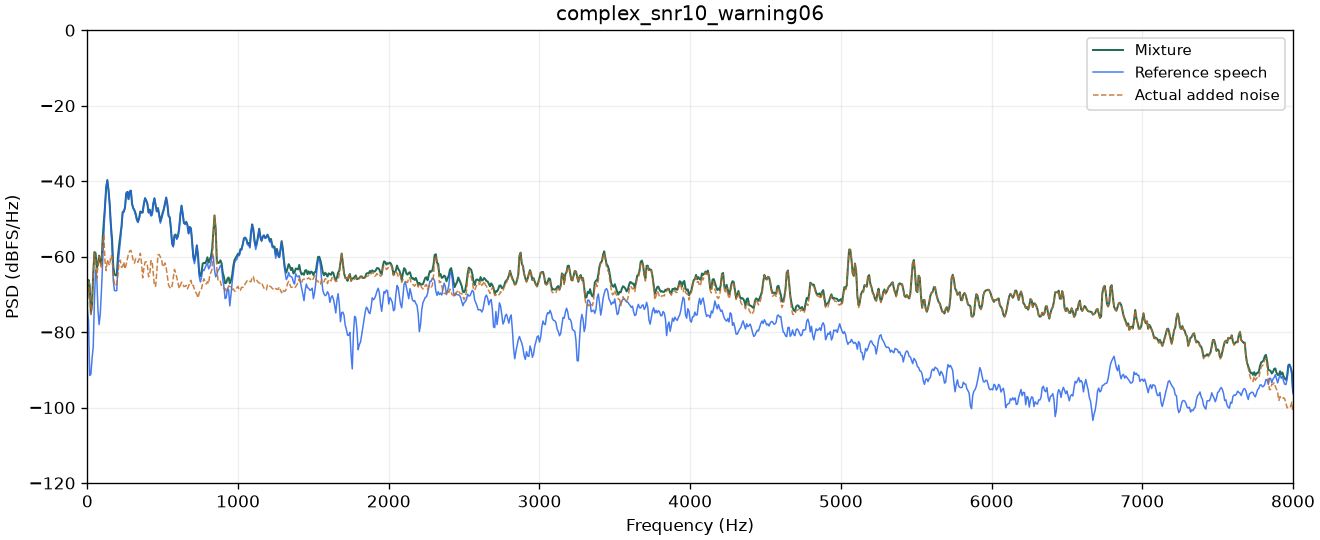 complex_snr10_warning06
Mixture
Reference speech
Actual added noise
PSD (dBFS/Hz)
0
−20
−40
−60
−80
−100
−120
0 1000 2000 3000 4000 5000 6000 7000 8000
Frequency (Hz)